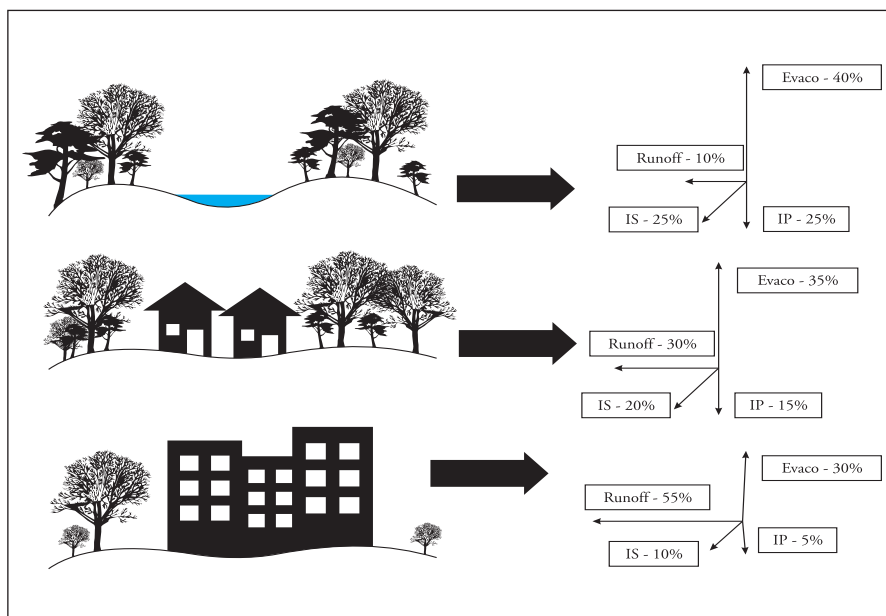 Evaco - 40%
Runoff - 10%
IS - 25%
IP - 25%
Evaco - 35%
Runoff - 30%
IS - 20%
IP - 15%
Evaco - 30%
Runoff - 55%
IS - 10%
IP - 5%